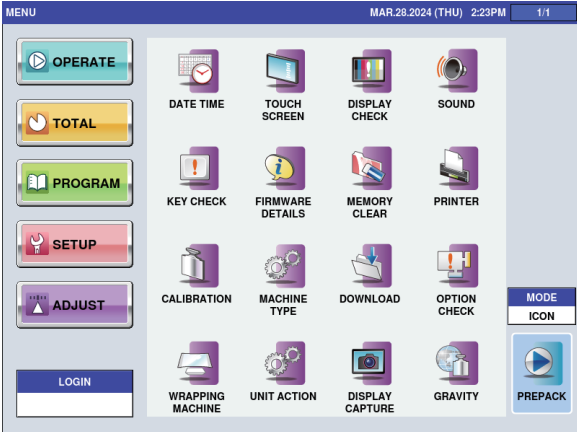 MENU
MAR.28.2024 (THU) 2:23PM
1/1
OPERATE
TOTAL
PROGRAM
SETUP
ADJUST
LOGIN
DATE TIME
TOUCH
SCREEN
DISPLAY
CHECK
SOUND
KEY CHECK
FIRMWARE
DETAILS
MEMORY
CLEAR
PRINTER
CALIBRATION
MACHINE
TYPE
DOWNLOAD
OPTION
CHECK
WRAPPING
MACHINE
UNIT ACTION
DISPLAY
CAPTURE
GRAVITY
MODE
ICON
PREPACK